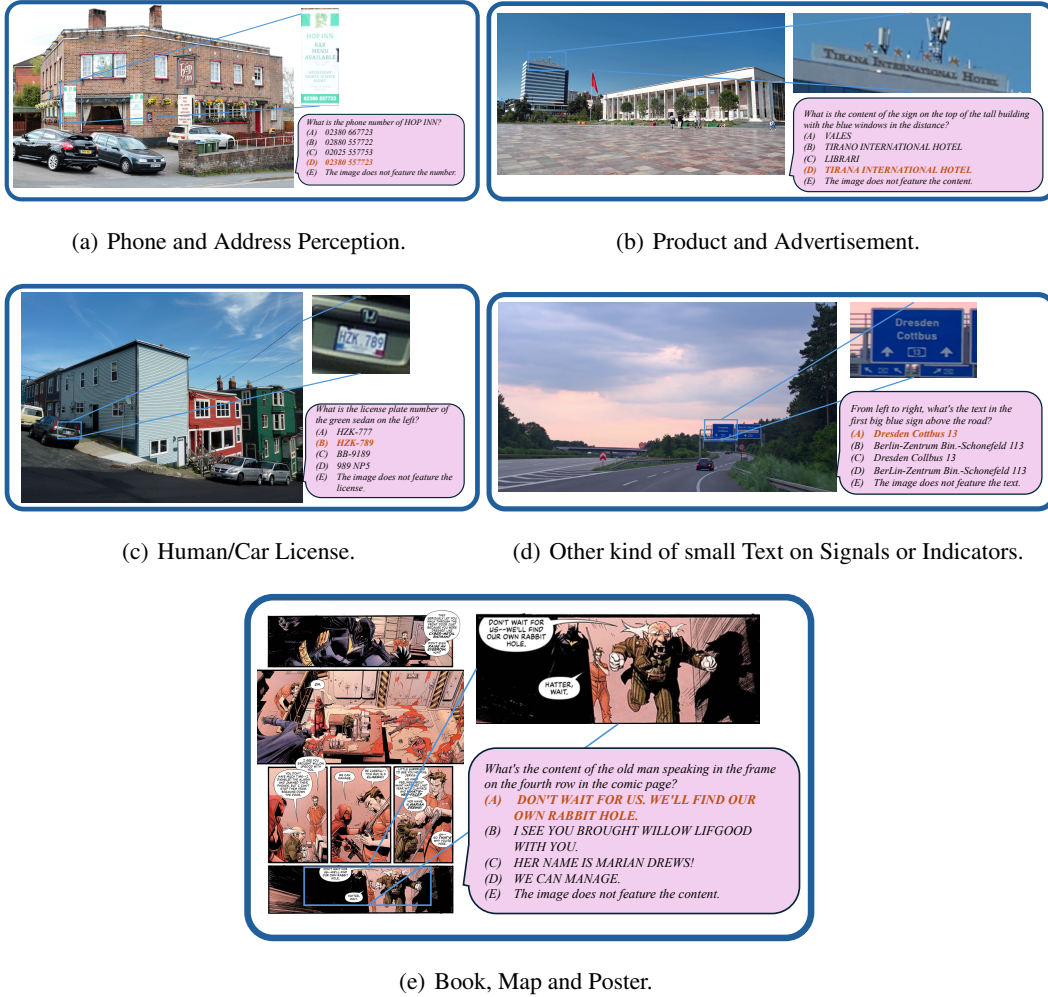 HOP INN
BAR
MENU
AVAILABLE
02380 557723
Hop
INN
What is the phone number of HOP INN?
(A) 02380 667723
(B) 02880 557722
(C) 02025 557753
(D) 02380 557723
(E) The image does not feature the number.
(a) Phone and Address Perception.
TIRANA INTERNATIONAL HOTEL
What is the content of the sign on the top of the tall building
with the blue windows in the distance?
(A) VALES
(B) TIRANO INTERNATIONAL HOTEL
(C) LIBRARI
(D) TIRANA INTERNATIONAL HOTEL
(E) The image does not feature the content.
(b) Product and Advertisement.
HZK 789
What is the license plate number of
the green sedan on the left?
(A) HZK-777
(B) HZK-789
(C) BB-9189
(D) 989 NP5
(E) The image does not feature the
license.
(c) Human/Car License.
Dresden
Cottbus
13
From left to right, what's the text in the
first big blue sign above the road?
(A) Dresden Cottbus 13
(B) Berlin-Zentrum Bin.-Schonefeld 113
(C) Dresden Collbus 13
(D) BerLin-Zentrum Bin.-Schonefeld 113
(E) The image does not feature the text.
(d) Other kind of small Text on Signals or Indicators.
DON'T WAIT FOR
US--WE'LL FIND
OUR OWN RABBIT
HOLE.
HATTER,
WAIT.
WE CAN
MANAGE.
What's the content of the old man speaking in the frame
on the fourth row in the comic page?
(A) DON'T WAIT FOR US. WE'LL FIND OUR
OWN RABBIT HOLE.
(B) I SEE YOU BROUGHT WILLOW LIFGOOD
WITH YOU.
(C) HER NAME IS MARIAN DREWS!
(D) WE CAN MANAGE.
(E) The image does not feature the content.
(e) Book, Map and Poster.